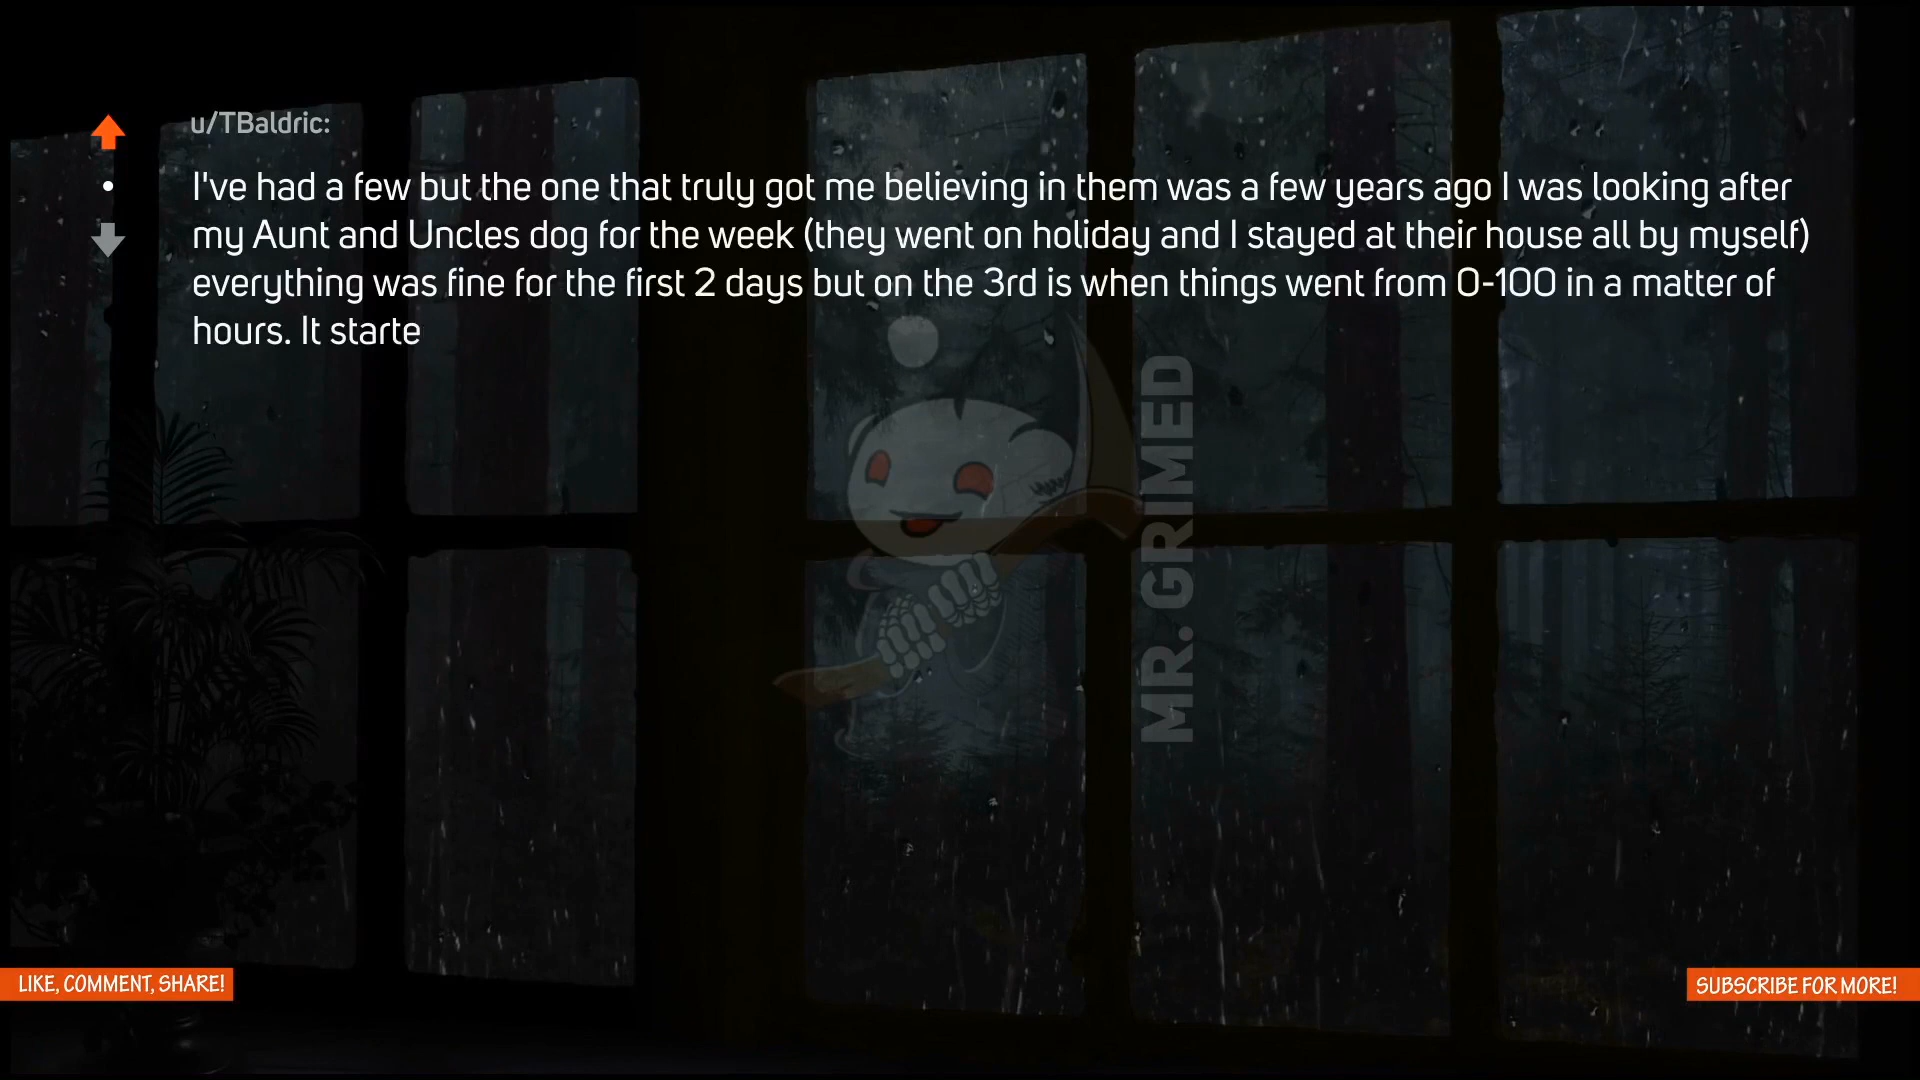 u/TBaldric:
I've had a few but the one that truly got me believing in them was a few years ago I was looking after
my Aunt and Uncles dog for the week (they went on holiday and I stayed at their house all by myself)
everything was fine for the first 2 days but on the 3rd is when things went from 0-100 in a matter of
hours. It starte
MR. GRIMED
LIKE, COMMENT, SHARE!
SUBSCRIBE FOR MORE!